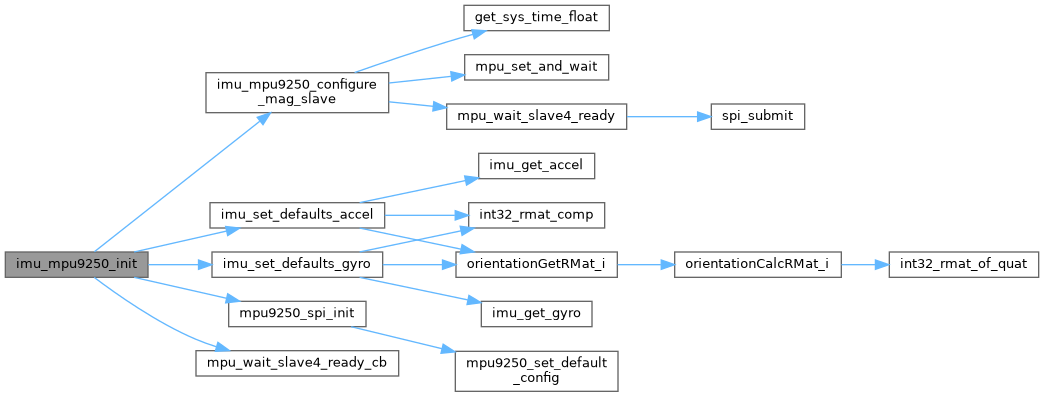 imu_mpu9250_init
imu_mpu9250_configure
_mag_slave
get_sys_time_float
mpu_set_and_wait
mpu_wait_slave4_ready
spi_submit
imu_set_defaults_accel
imu_get_accel
int32_rmat_comp
orientationGetRMat_i
orientationCalcRMat_i
int32_rmat_of_quat
imu_set_defaults_gyro
imu_get_gyro
mpu9250_spi_init
mpu9250_set_default
_config
mpu_wait_slave4_ready_cb